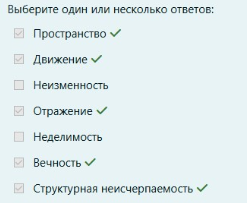 Выберите один или несколько ответов:
Пространство
Движение
Неизменность
Отражение
Неделимость
Вечность
Структурная неисчерпаемость